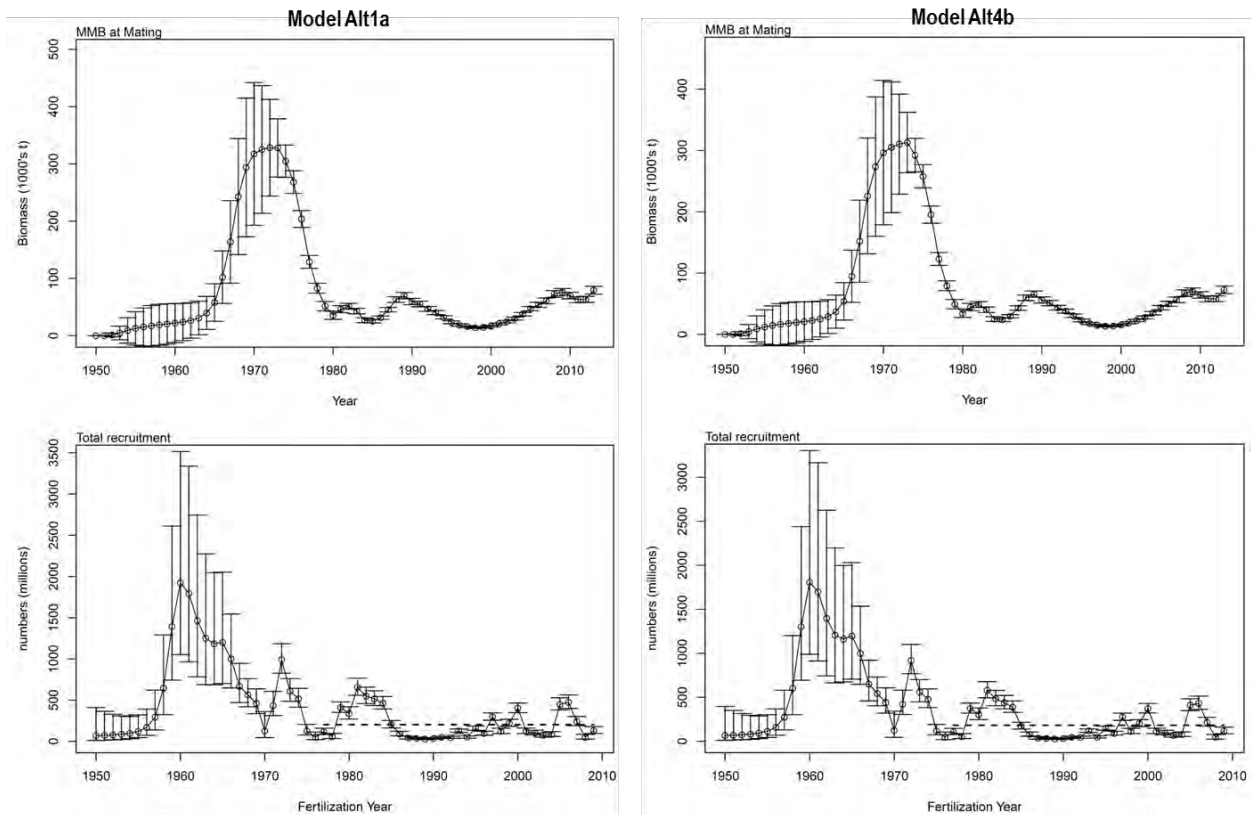 Model Alt1a
MMB at Mating
Biomass (1000's t)
0 100 200 300 400 500
1950 1960 1970 1980 1990 2000 2010
Year
Total recruitment
numbers (millions)
0 500 1000 1500 2000 2500 3000 3500
1950 1960 1970 1980 1990 2000 2010
Fertilization Year
Model Alt4b
MMB at Mating
Biomass (1000's t)
0 100 200 300 400
1950 1960 1970 1980 1990 2000 2010
Year
Total recruitment
numbers (millions)
0 500 1000 1500 2000 2500 3000
1950 1960 1970 1980 1990 2000 2010
Fertilization Year